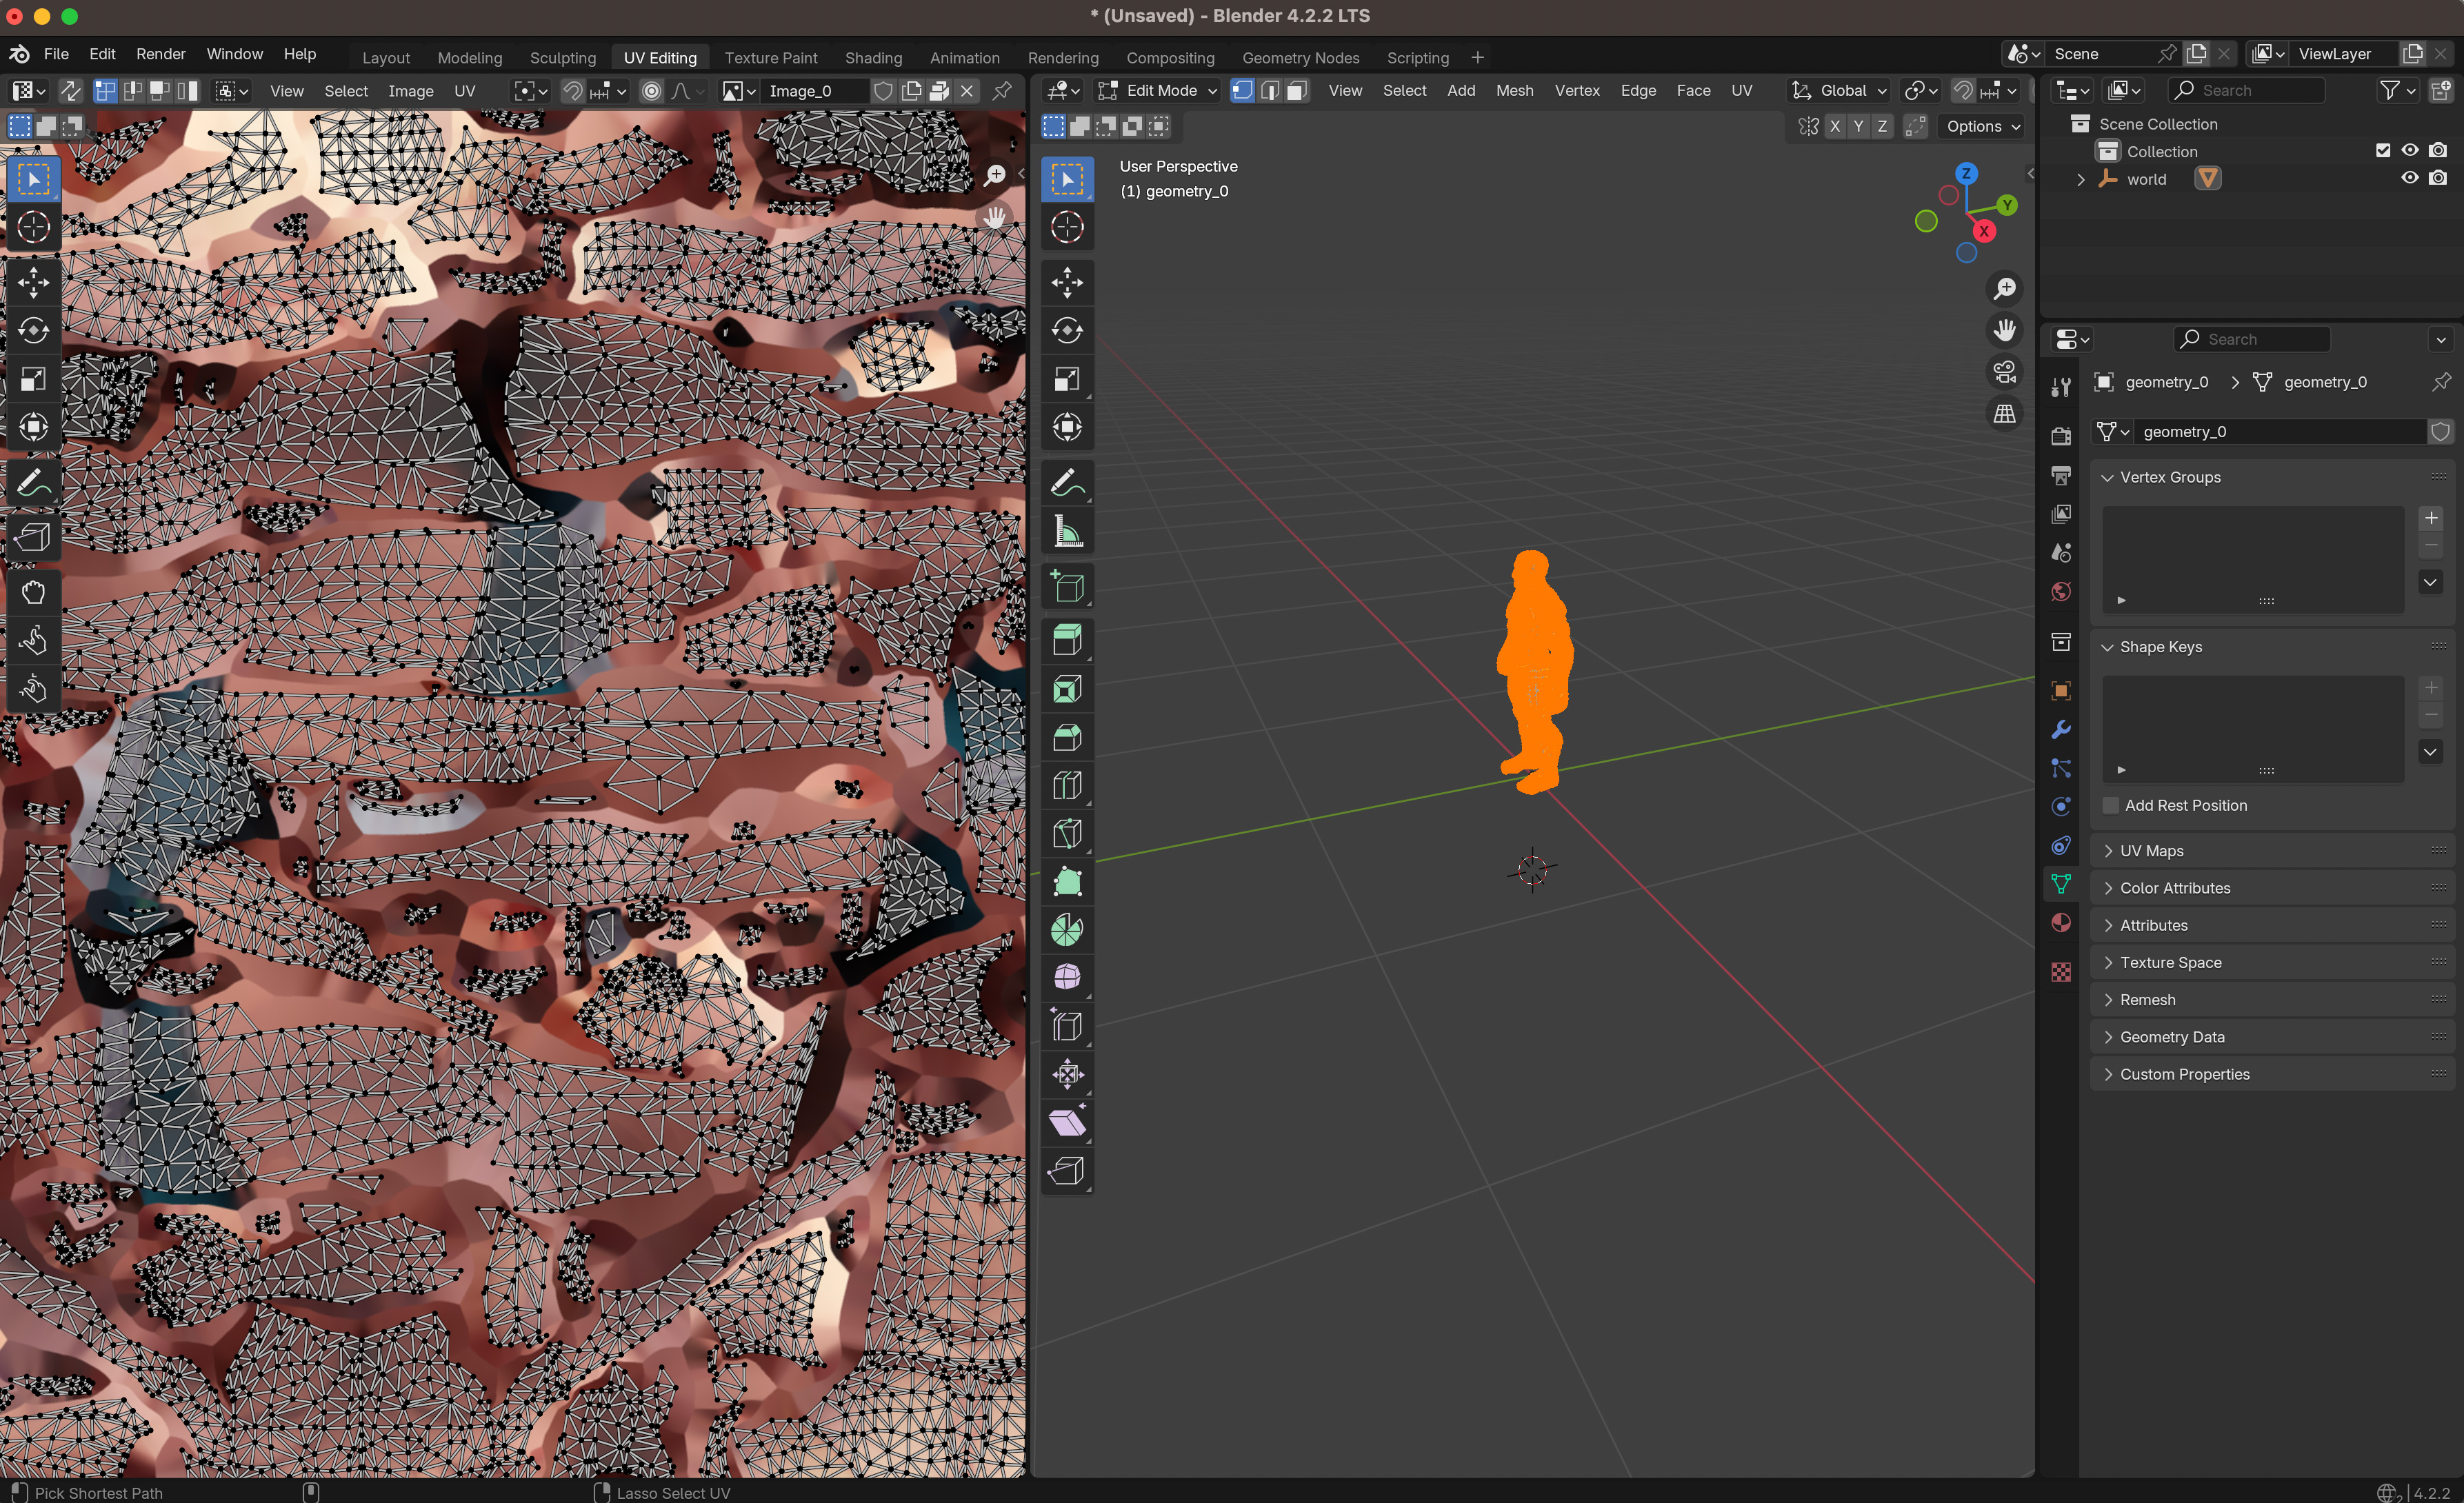 * (Unsaved) - Blender 4.2.2 LTS
File Edit Render Window Help Layout Modeling Sculpting UV Editing Texture Paint Shading Animation Rendering Compositing Geometry Nodes Scripting + Scene ViewLayer
View Select Image UV Image_0
Edit Mode View Select Add Mesh Vertex Edge Face UV Global
Search
X Y Z Options
User Perspective
(1) geometry_0
Z
Y
X
Scene Collection
Collection
world
Search
geometry_0 geometry_0
geometry_0
Vertex Groups
Shape Keys
Add Rest Position
UV Maps
Color Attributes
Attributes
Texture Space
Remesh
Geometry Data
Custom Properties
Pick Shortest Path Lasso Select UV 2 4.2.2